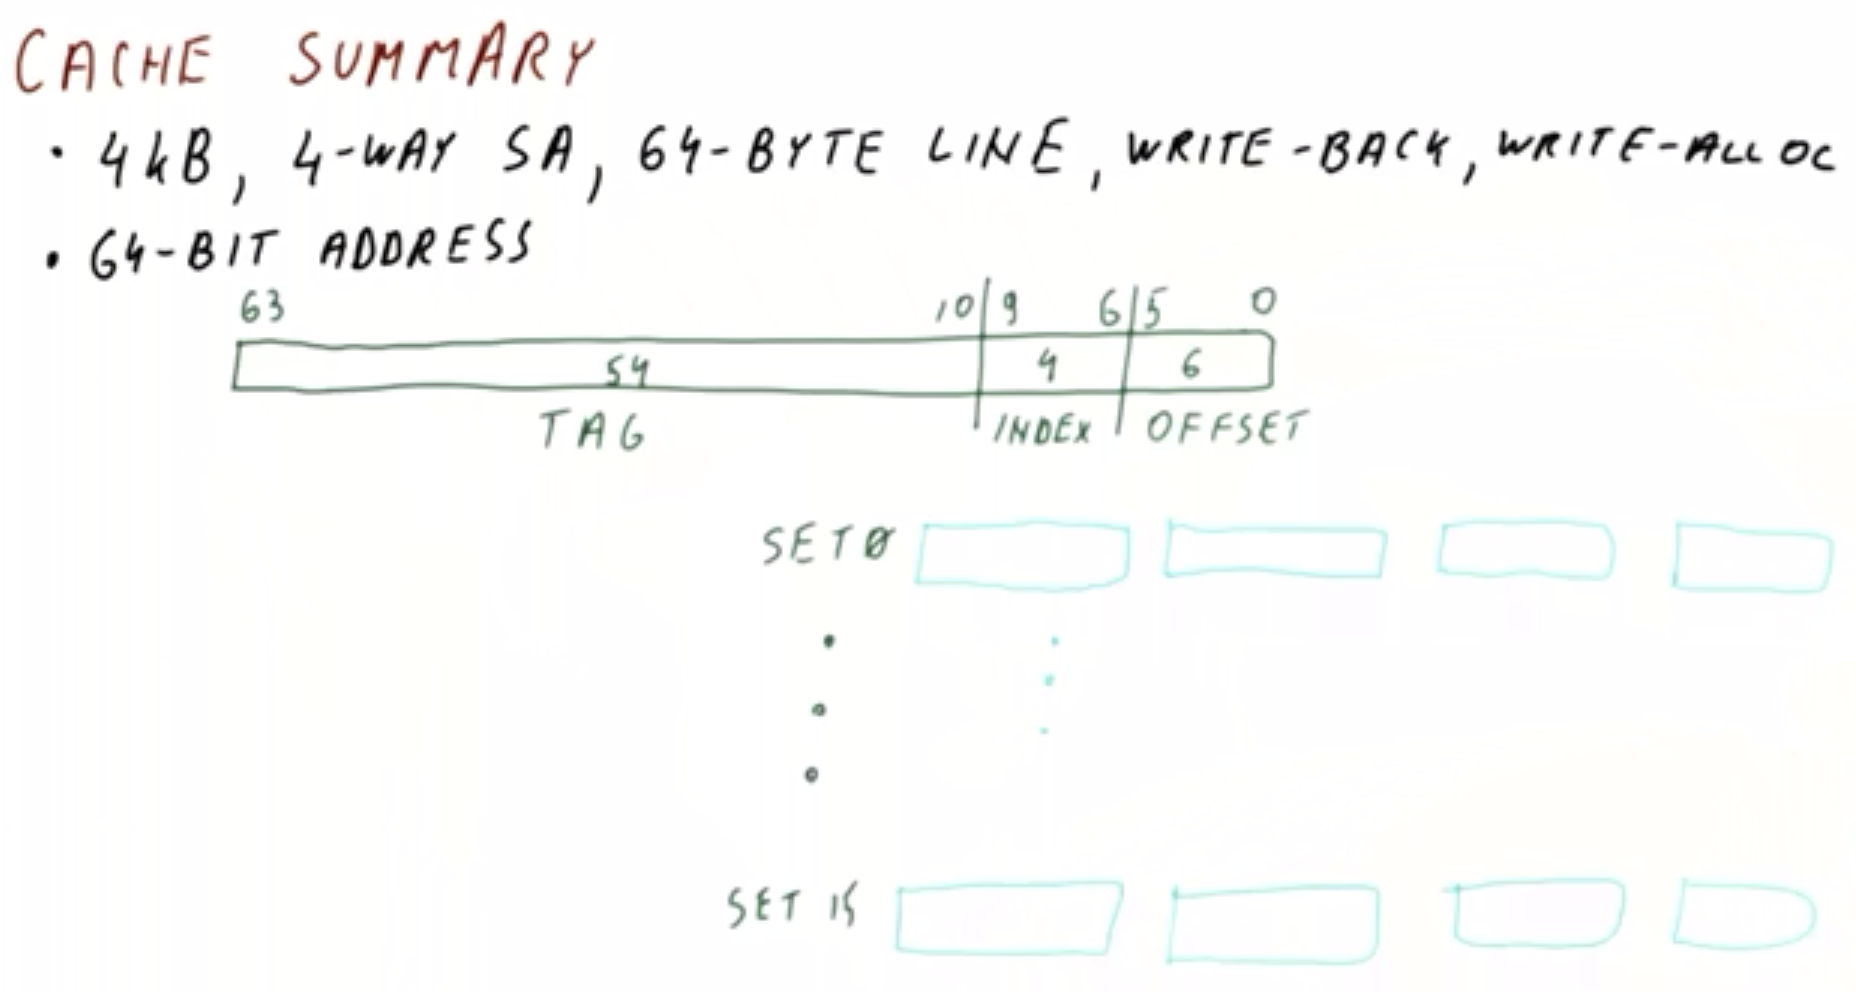 CACHE SUMMARY
• 4kB, 4-WAY SA, 64-BYTE LINE, WRITE-BACK, WRITE-ALLOC
• 64-BIT ADDRESS
63 10 9 6 5 0
54 4 6
TAG INDEX OFFSET
SET 0
SET 15